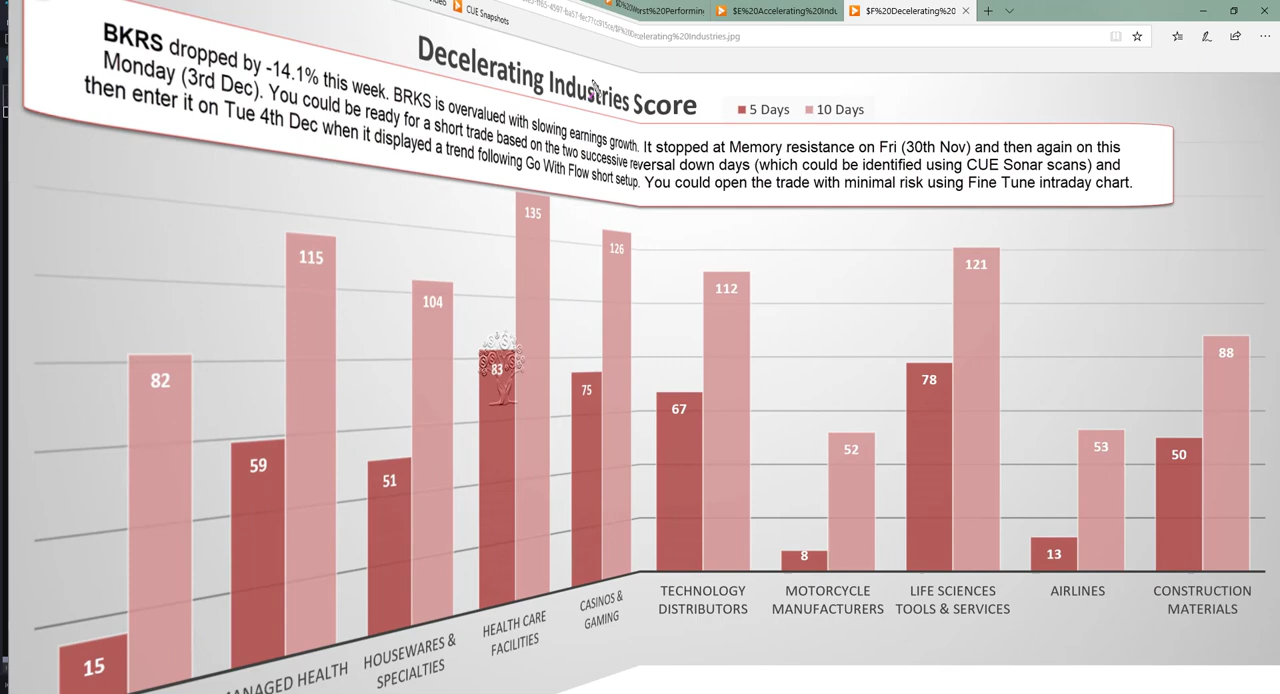 CUE Snapshots
$E%20Accelerating%20Indu
$F%20Decelerating%20
elerating%20Industries.jpg
Decelerating Industries Score
5 Days
10 Days
BKRS dropped by -14.1% this week. BRKS is overvalued with slowing earnings growth. It stopped at Memory resistance on Fri (30th Nov) and then again on this
Monday (3rd Dec). You could be ready for a short trade based on the two successive reversal down days (which could be identified using CUE Sonar scans) and
then enter it on Tue 4th Dec when it displayed a trend following Go With Flow short setup. You could open the trade with minimal risk using Fine Tune intraday chart.
15
82
59
115
51
104
83
135
75
126
67
112
8
52
78
121
13
53
50
88
MANAGED HEALTH
HOUSEWARES &
SPECIALTIES
HEALTH CARE
FACILITIES
CASINOS &
GAMING
TECHNOLOGY
DISTRIBUTORS
MOTORCYCLE
MANUFACTURERS
LIFE SCIENCES
TOOLS & SERVICES
AIRLINES
CONSTRUCTION
MATERIALS